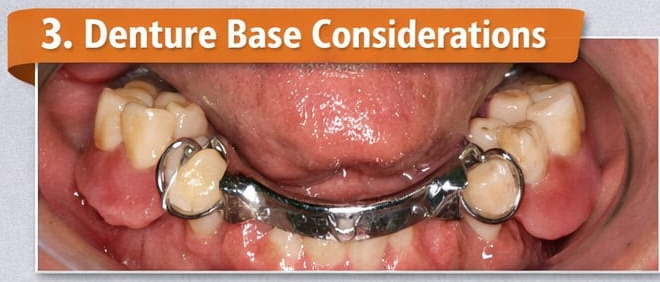 3. Denture Base Considerations